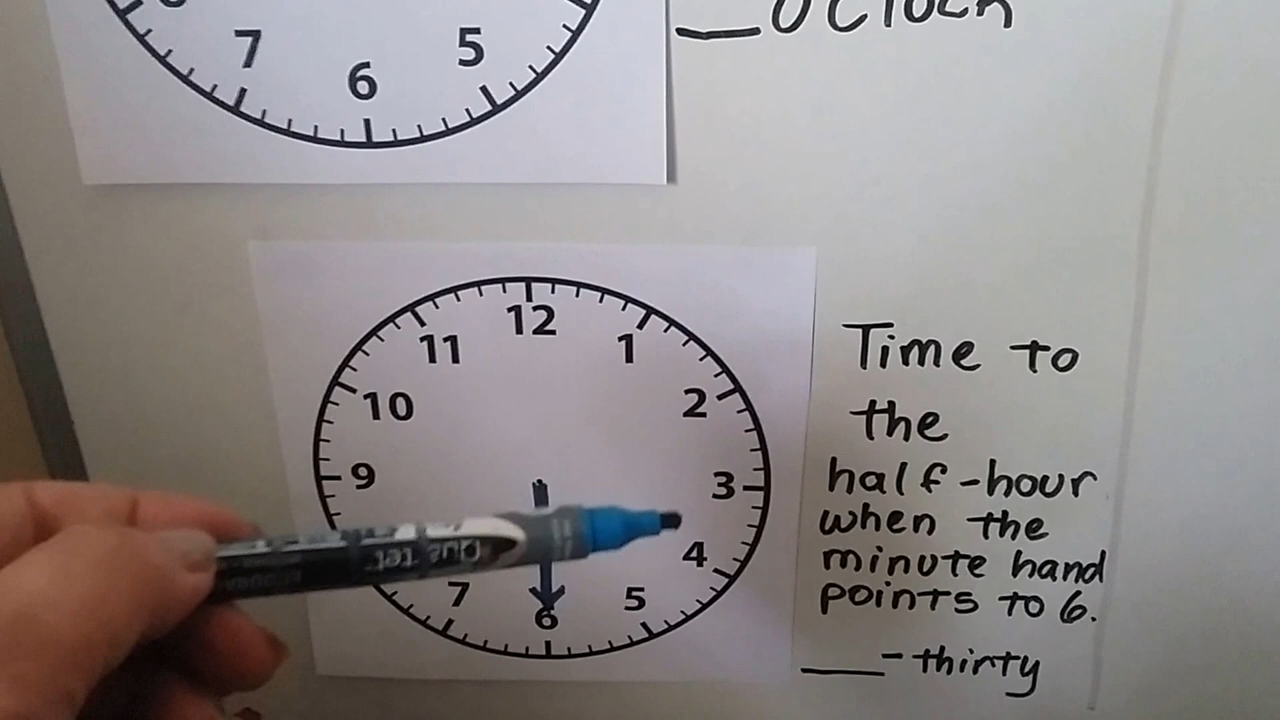 __o'clock
7
6
5
12
11
1
10
2
9
3
4
7
5
6
Time to
the
half-hour
when the
minute hand
points to 6.
___-thirty